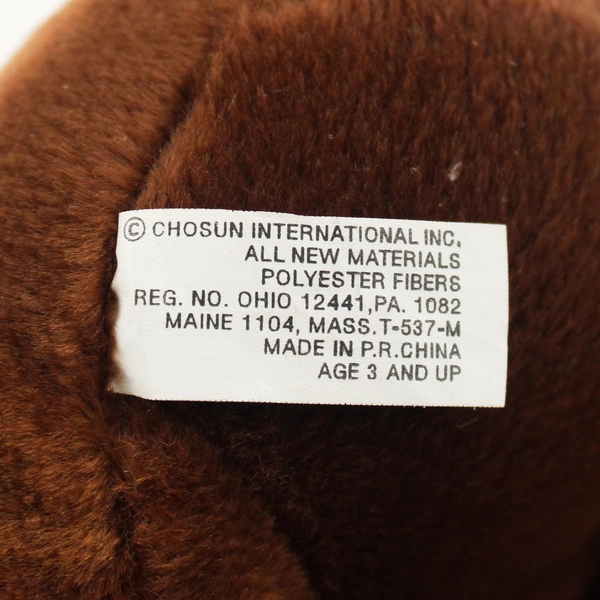 © CHOSUN INTERNATIONAL INC.
ALL NEW MATERIALS
POLYESTER FIBERS
REG. NO. OHIO 12441,PA. 1082
MAINE 1104, MASS.T-537-M
MADE IN P.R.CHINA
AGE 3 AND UP